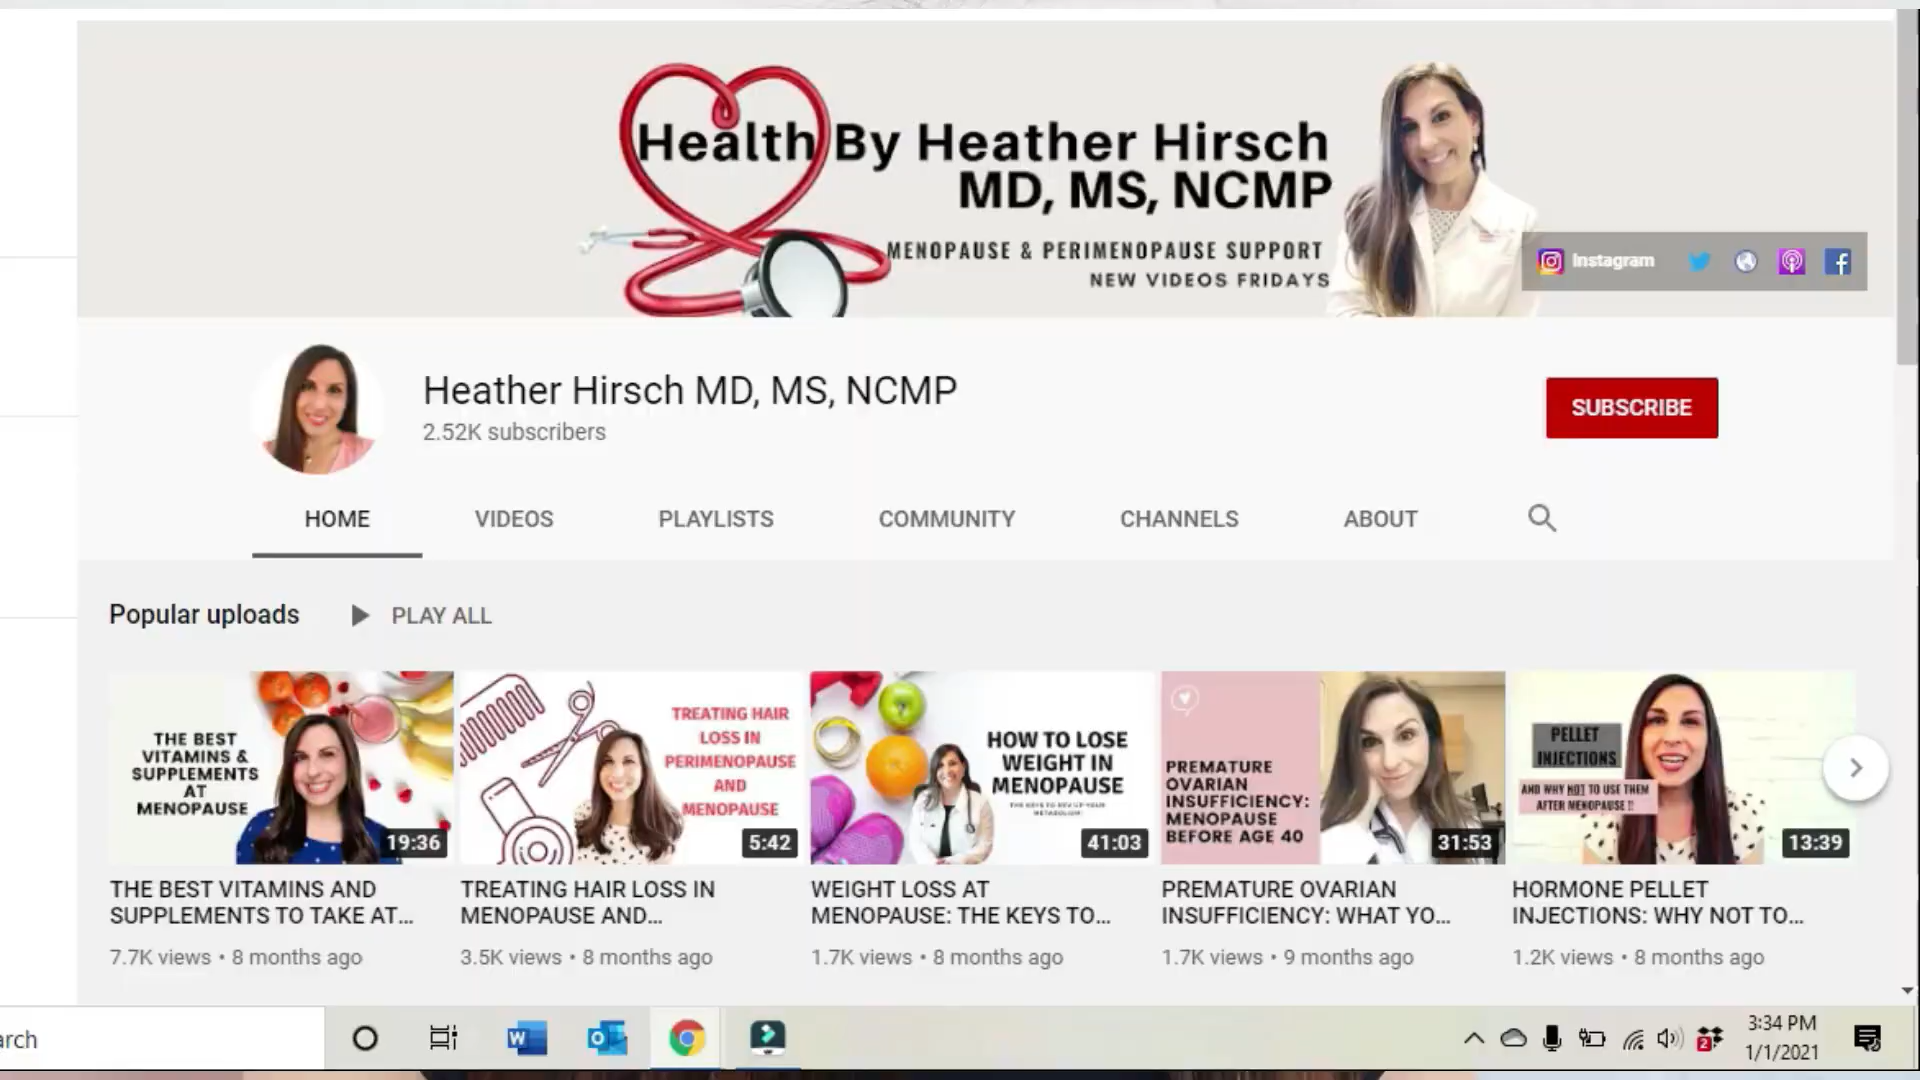 Health By Heather Hirsch
MD, MS, NCMP
MENOPAUSE & PERIMENOPAUSE SUPPORT
NEW VIDEOS FRIDAYS
Instagram
Heather Hirsch MD, MS, NCMP
2.52K subscribers
SUBSCRIBE
HOME VIDEOS PLAYLISTS COMMUNITY CHANNELS ABOUT
Popular uploads PLAY ALL
THE BEST
VITAMINS &
SUPPLEMENTS
AT
MENOPAUSE
19:36
TREATING HAIR
LOSS IN
PERIMENOPAUSE
AND
MENOPAUSE
5:42
HOW TO LOSE
WEIGHT IN
MENOPAUSE
41:03
PREMATURE
OVARIAN
INSUFFICIENCY:
MENOPAUSE
BEFORE AGE 40
31:53
PELLET
INJECTIONS
AND WHY NOT TO USE THEM
AFTER MENOPAUSE !!
13:39
THE BEST VITAMINS AND
SUPPLEMENTS TO TAKE AT...
7.7K views • 8 months ago
TREATING HAIR LOSS IN
MENOPAUSE AND...
3.5K views • 8 months ago
WEIGHT LOSS AT
MENOPAUSE: THE KEYS TO...
1.7K views • 8 months ago
PREMATURE OVARIAN
INSUFFICIENCY: WHAT YO...
1.7K views • 9 months ago
HORMONE PELLET
INJECTIONS: WHY NOT TO...
1.2K views • 8 months ago
arch
2
3:34 PM
1/1/2021